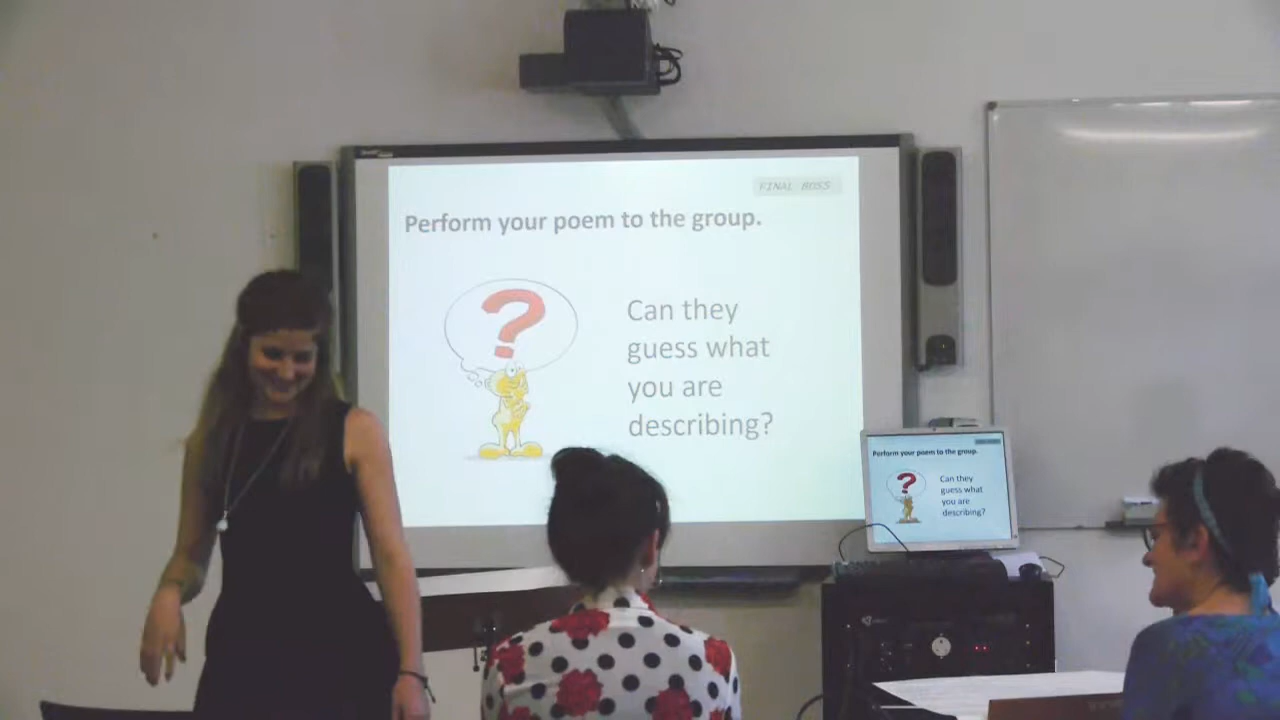 FINAL BOSS
Perform your poem to the group.
?
Can they
guess what
you are
describing?
Perform your poem to the group.
?
Can they
guess what
you are
describing?